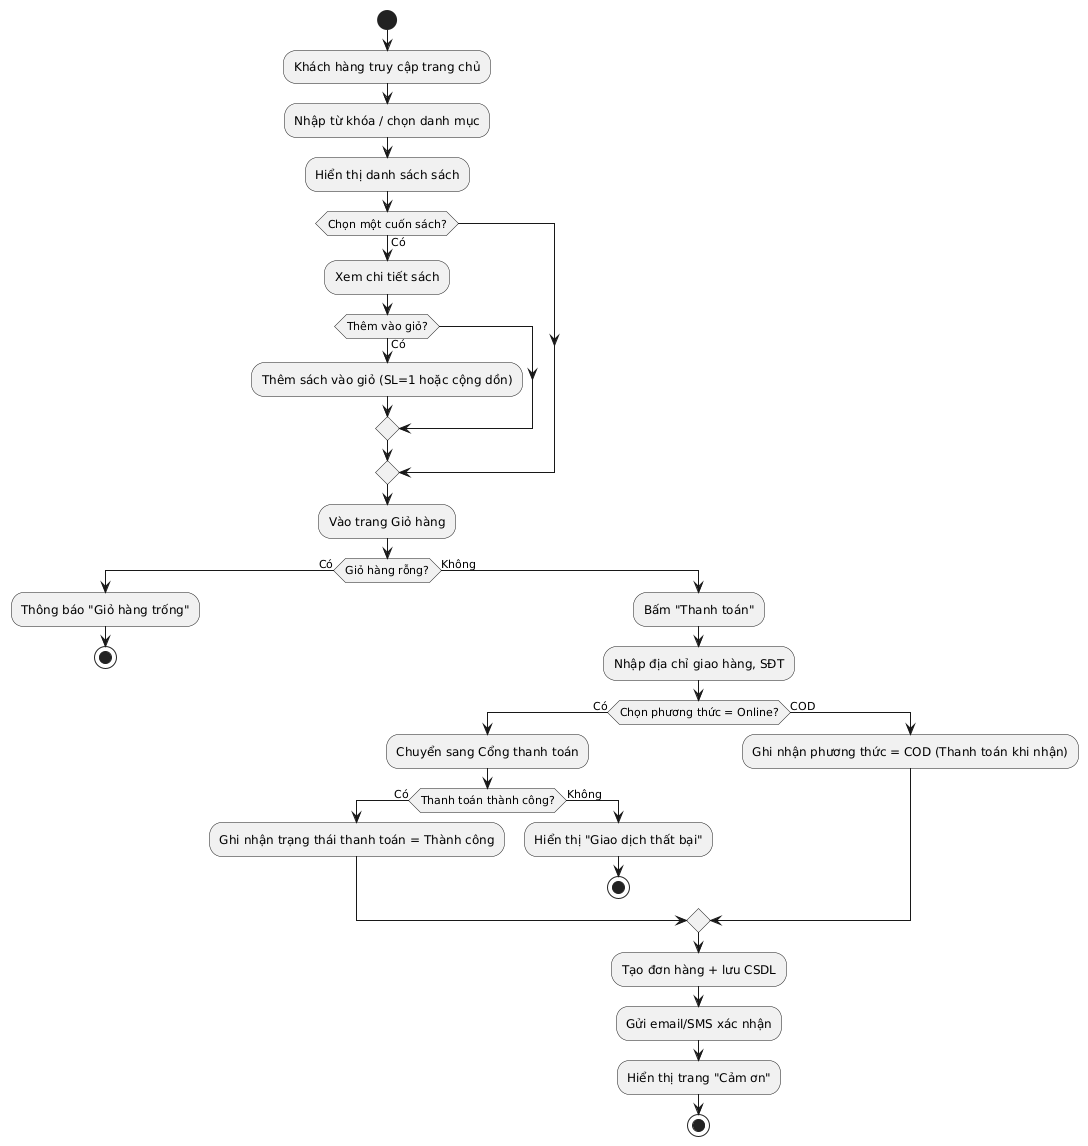 Khách hàng truy cập trang chủ
Nhập từ khóa / chọn danh mục
Hiển thị danh sách sách
Chọn một cuốn sách?
Có
Xem chi tiết sách
Thêm vào giỏ?
Có
Thêm sách vào giỏ (SL=1 hoặc cộng dồn)
Vào trang Giỏ hàng
Có
Giỏ hàng rỗng?
Không
Thông báo "Giỏ hàng trống"
Bấm "Thanh toán"
Nhập địa chỉ giao hàng, SĐT
Có
Chọn phương thức = Online?
COD
Chuyển sang Cổng thanh toán
Ghi nhận phương thức = COD (Thanh toán khi nhận)
Có
Thanh toán thành công?
Không
Ghi nhận trạng thái thanh toán = Thành công
Hiển thị "Giao dịch thất bại"
Tạo đơn hàng + lưu CSDL
Gửi email/SMS xác nhận
Hiển thị trang "Cảm ơn"